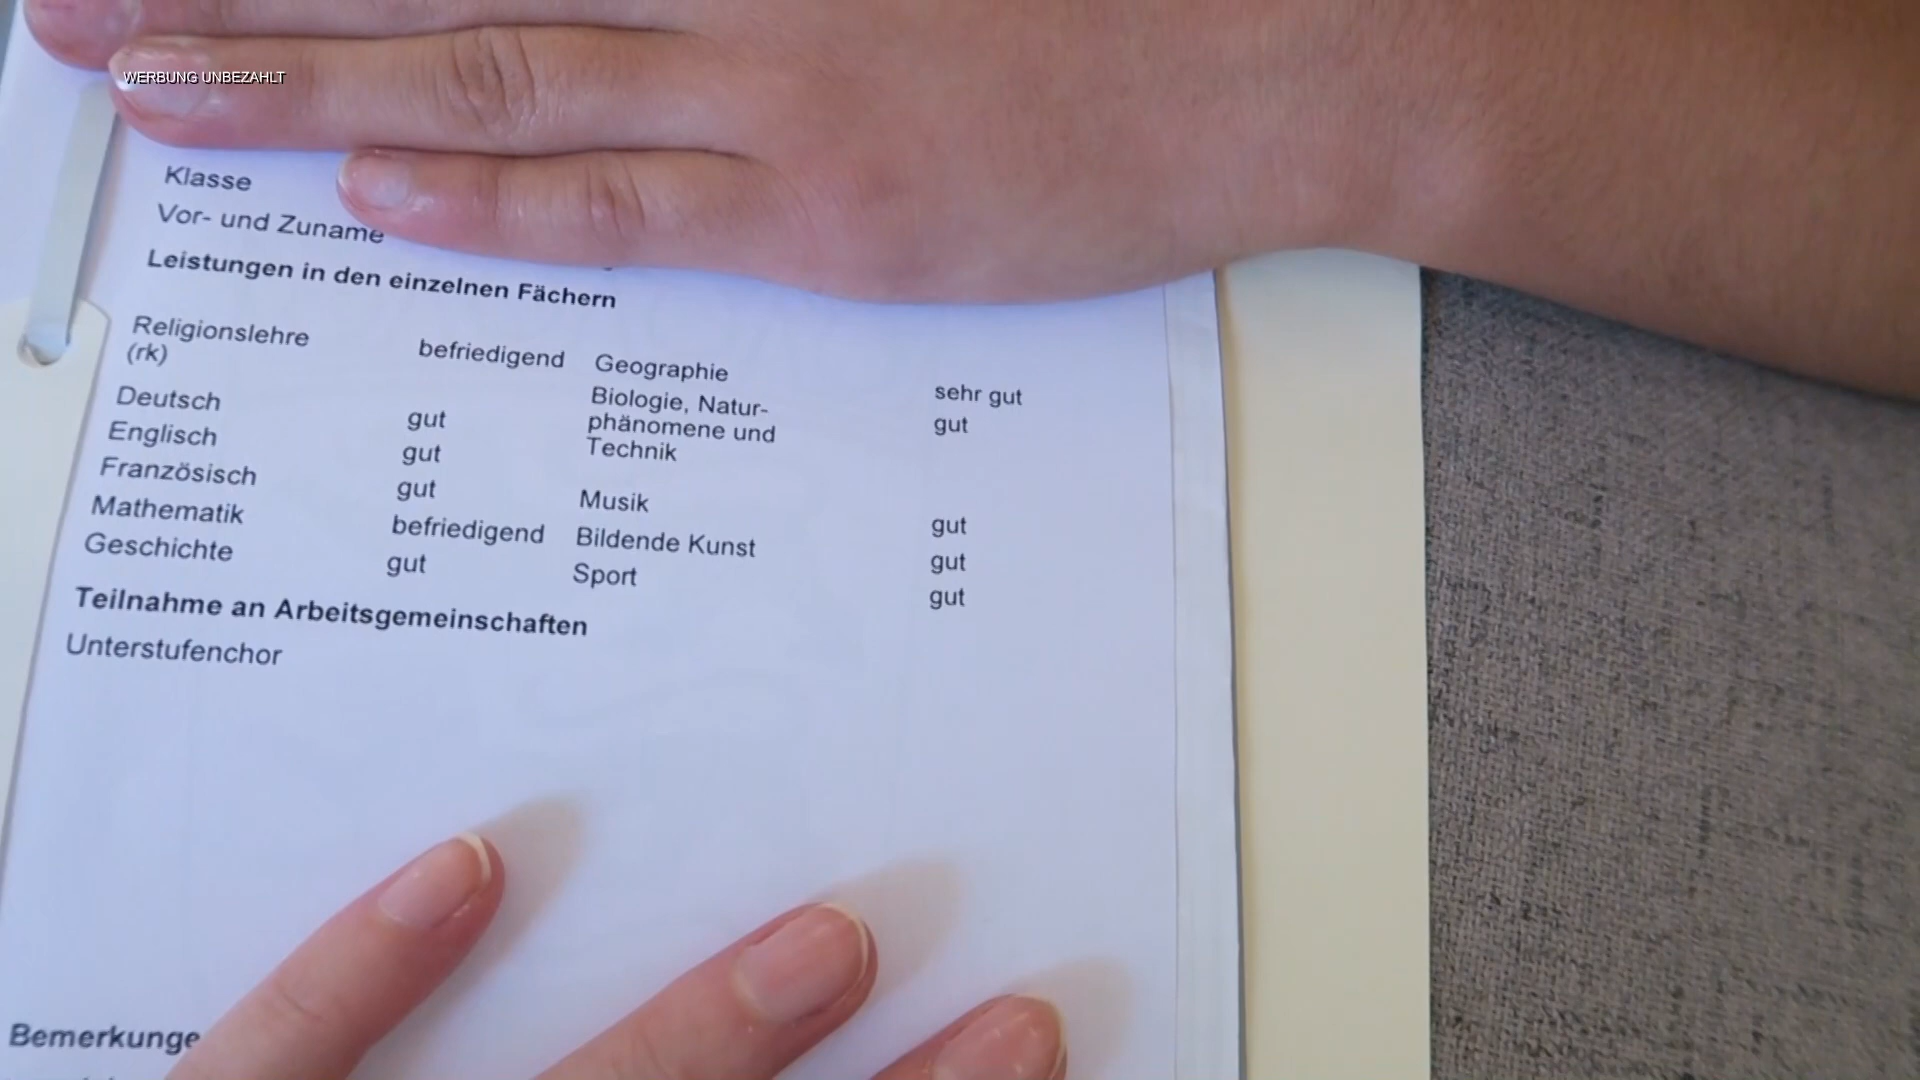 WERBUNG UNBEZAHLT
Klasse
Vor- und Zuname
Leistungen in den einzelnen Fächern
Religionslehre
(rk)
befriedigend
Deutsch
gut
Englisch
gut
Französisch
gut
Mathematik
befriedigend
Geschichte
gut
Geographie
sehr gut
Biologie, Natur-
phänomene und
Technik
gut
Musik
gut
Bildende Kunst
gut
Sport
gut
Teilnahme an Arbeitsgemeinschaften
Unterstufenchor
Bemerkunge